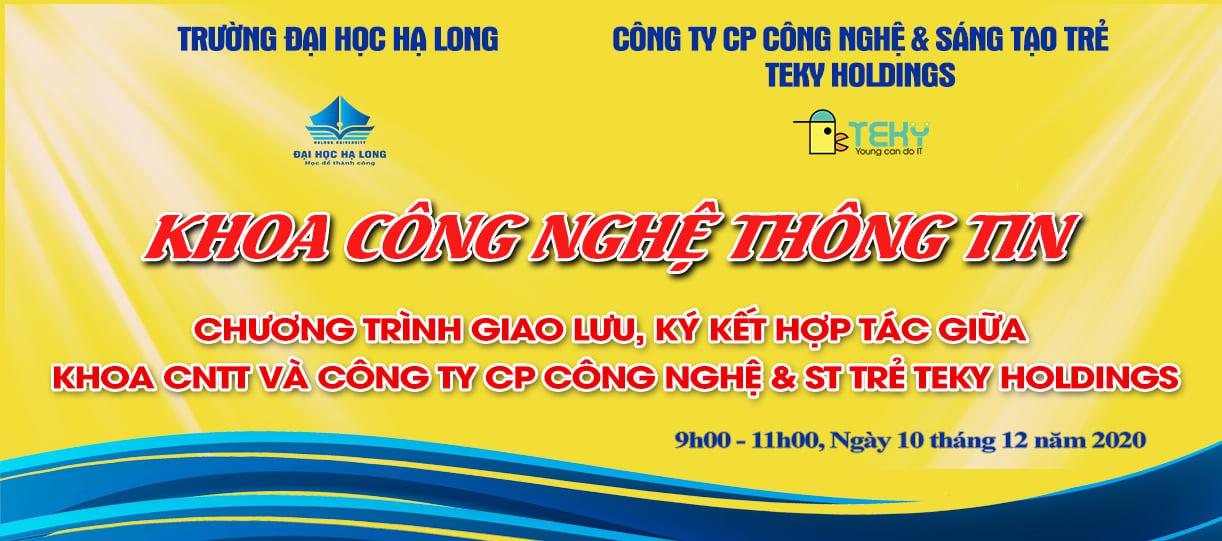 TRƯỜNG ĐẠI HỌC HẠ LONG
CÔNG TY CP CÔNG NGHỆ & SÁNG TẠO TRẺ
TEKY HOLDINGS
HALONG UNIVERSITY
ĐẠI HỌC HẠ LONG
Học để thành công
TEKY
Young can do IT
KHOA CÔNG NGHỆ THÔNG TIN
CHƯƠNG TRÌNH GIAO LƯU, KÝ KẾT HỢP TÁC GIỮA
KHOA CNTT VÀ CÔNG TY CP CÔNG NGHỆ & ST TRẺ TEKY HOLDINGS
9h00 - 11h00, Ngày 10 tháng 12 năm 2020